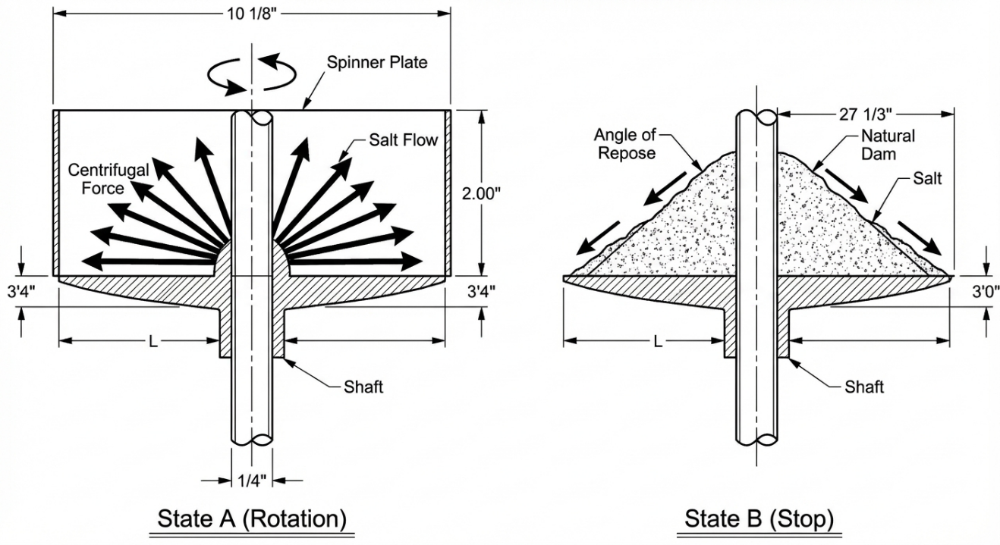 10 1/8"
Spinner Plate
Salt Flow
Centrifugal
Force
2.00"
3'4"
3'4"
L
Shaft
1/4"
State A (Rotation)
27 1/3"
Angle of
Repose
Natural
Dam
Salt
3'0"
L
Shaft
State B (Stop)